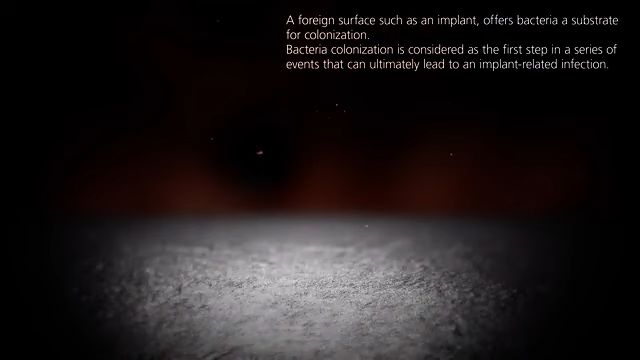 A foreign surface such as an implant, offers bacteria a substrate
for colonization.
Bacteria colonization is considered as the first step in a series of
events that can ultimately lead to an implant-related infection.